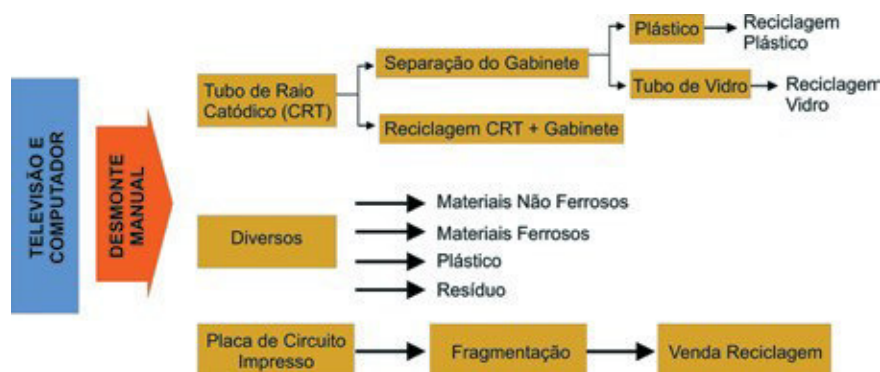 TELEVISÃO E
COMPUTADOR
DESMONTE
MANUAL
Tubo de Raio
Catódico (CRT)
Separação do Gabinete
Plástico
Reciclagem
Plástico
Tubo de Vidro
Reciclagem
Vidro
Reciclagem CRT + Gabinete
Diversos
Materiais Não Ferrosos
Materiais Ferrosos
Plástico
Resíduo
Placa de Circuito
Impresso
Fragmentação
Venda Reciclagem